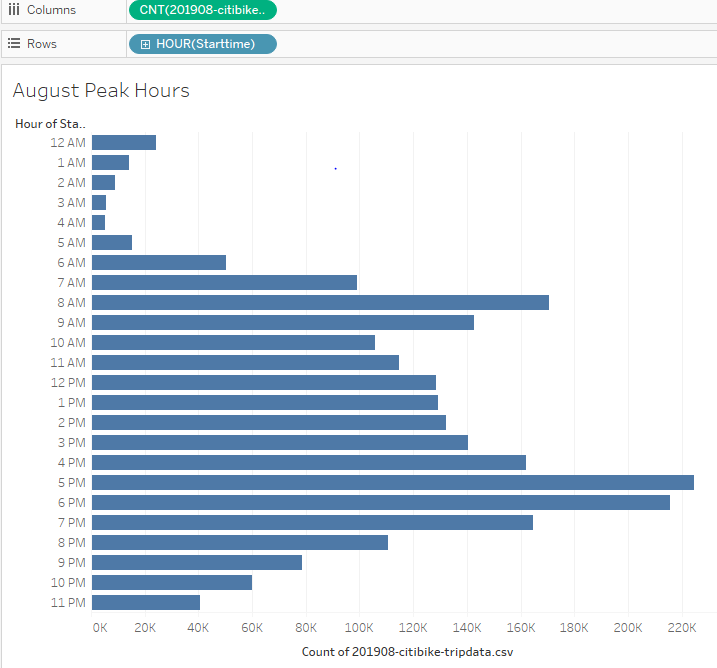 Columns CNT(201908-citibike..
Rows HOUR(Starttime)
August Peak Hours
Hour of Sta..
12 AM
1 AM
2 AM
3 AM
4 AM
5 AM
6 AM
7 AM
8 AM
9 AM
10 AM
11 AM
12 PM
1 PM
2 PM
3 PM
4 PM
5 PM
6 PM
7 PM
8 PM
9 PM
10 PM
11 PM
0K 20K 40K 60K 80K 100K 120K 140K 160K 180K 200K 220K
Count of 201908-citibike-tripdata.csv